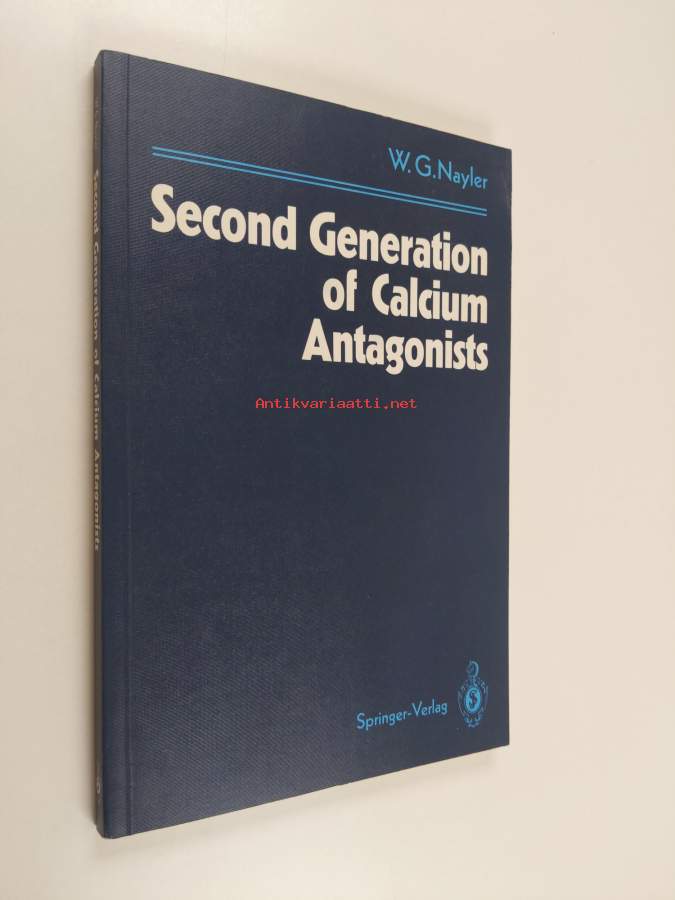 W. G. Nayler
Second Generation
of Calcium
Antagonists
Antikvariaatti.net
Springer-Verlag
Second Generation of Calcium Antagonists